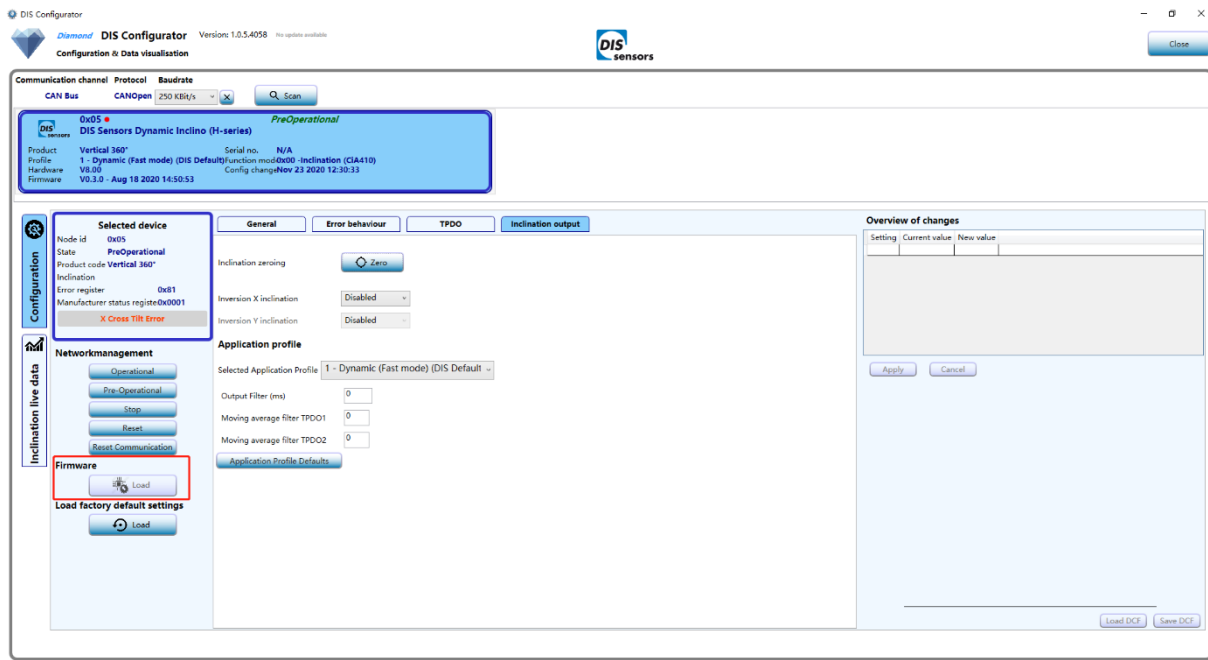 DIS Configurator
Diamond DIS Configurator Version: 1.0.5.4058 No update available
Configuration & Data visualisation
DIS
sensors
Close
Communication channel Protocol Baudrate
CAN Bus CANOpen 250 KBit/s Scan
DIS
sensors
0x05 PreOperational
DIS Sensors Dynamic Inclino (H-series)
Product Vertical 360° Serial no. N/A
Profile 1 - Dynamic (Fast mode) (DIS Default) Function mod 0x00 -Inclination (CiA410)
Hardware V8.00 Config change Nov 23 2020 12:30:33
Firmware V0.3.0 - Aug 18 2020 14:50:53
Configuration
Inclination live data
Selected device
Node id 0x05
State PreOperational
Product code Vertical 360°
Inclination
Error register 0x81
Manufacturer status registe 0x0001
X Cross Tilt Error
Networkmanagement
Operational
Pre-Operational
Stop
Reset
Reset Communication
Firmware
Load
Load factory default settings
Load
General Error behaviour TPDO Inclination output
Inclination zeroing Zero
Inversion X inclination Disabled
Inversion Y inclination Disabled
Application profile
Selected Application Profile 1 - Dynamic (Fast mode) (DIS Default
Output Filter (ms) 0
Moving average filter TPDO1 0
Moving average filter TPDO2 0
Application Profile Defaults
Overview of changes
Setting Current value New value
Apply Cancel
Load DCF Save DCF